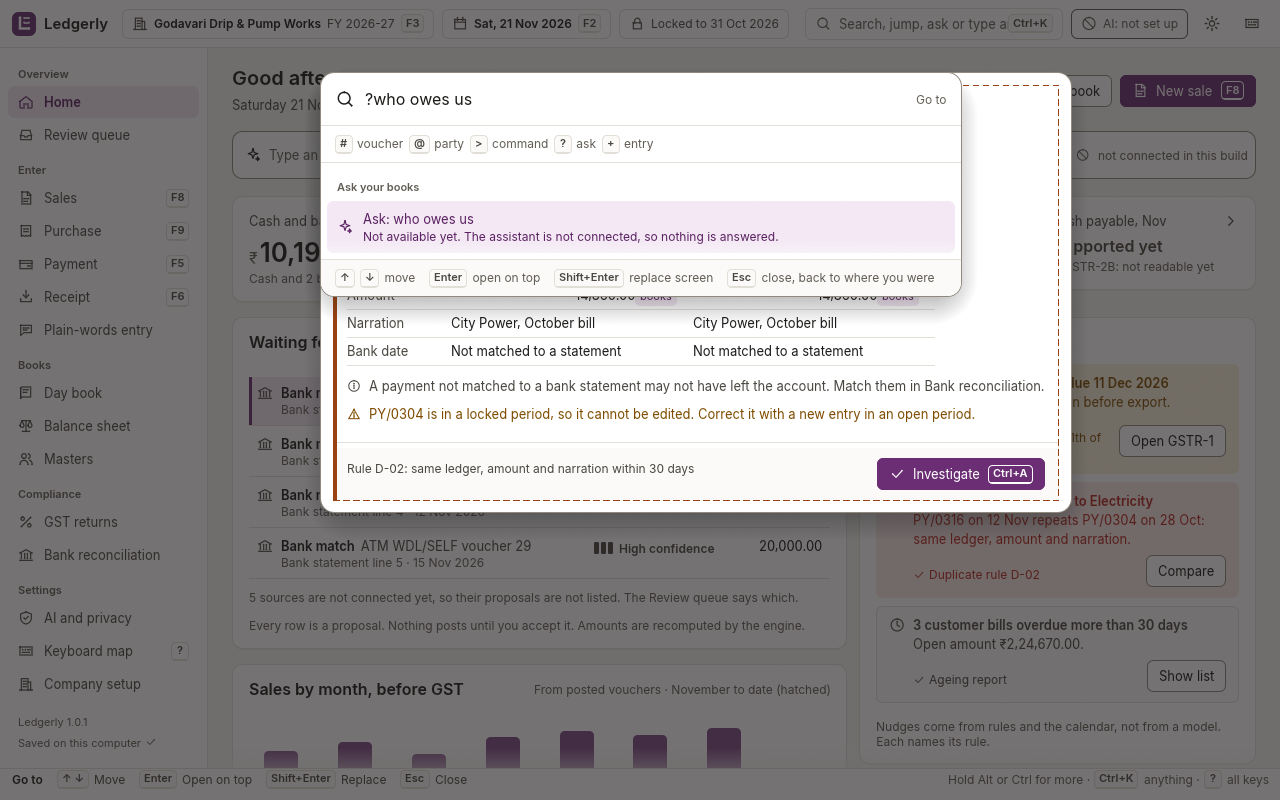 Ledgerly
Godavari Drip & Pump Works FY 2026-27 F3
Sat, 21 Nov 2026 F2
Locked to 31 Oct 2026
Search, jump, ask or type a Ctrl+K
AI: not set up
Overview
Home
Review queue
Enter
Sales F8
Purchase F9
Payment F5
Receipt F6
Plain-words entry
Books
Day book
Balance sheet
Masters
Compliance
GST returns
Bank reconciliation
Settings
AI and privacy
Keyboard map ?
Company setup
Ledgerly 1.0.1
Saved on this computer
Good afte
Saturday 21 No
book
New sale F8
Type an
not connected in this build
Cash and b
₹10,19
Cash and 2 b
sh payable, Nov
pported yet
STR-2B: not readable yet
?who owes us
Go to
# voucher @ party > command ? ask + entry
Ask your books
Ask: who owes us
Not available yet. The assistant is not connected, so nothing is answered.
↑ ↓ move Enter open on top Shift+Enter replace screen Esc close, back to where you were
Amount 14,800.00 books 14,800.00 books
Narration City Power, October bill City Power, October bill
Bank date Not matched to a statement Not matched to a statement
A payment not matched to a bank statement may not have left the account. Match them in Bank reconciliation.
PY/0304 is in a locked period, so it cannot be edited. Correct it with a new entry in an open period.
Rule D-02: same ledger, amount and narration within 30 days
Investigate Ctrl+A
Waiting fo
Bank m
Bank st
Bank m
Bank st
Bank m
Bank statement line 4 · 12 Nov 2026
Bank match ATM WDL/SELF voucher 29
Bank statement line 5 · 15 Nov 2026
High confidence
20,000.00
5 sources are not connected yet, so their proposals are not listed. The Review queue says which.
Every row is a proposal. Nothing posts until you accept it. Amounts are recomputed by the engine.
Sales by month, before GST
From posted vouchers · November to date (hatched)
due 11 Dec 2026
n before export.
11th of
Open GSTR-1
to Electricity
PY/0316 on 12 Nov repeats PY/0304 on 28 Oct:
same ledger, amount and narration.
Duplicate rule D-02
Compare
3 customer bills overdue more than 30 days
Open amount ₹2,24,670.00.
Ageing report
Show list
Nudges come from rules and the calendar, not from a model.
Each names its rule.
Go to ↑ ↓ Move Enter Open on top Shift+Enter Replace Esc Close
Hold Alt or Ctrl for more · Ctrl+K anything · ? all keys